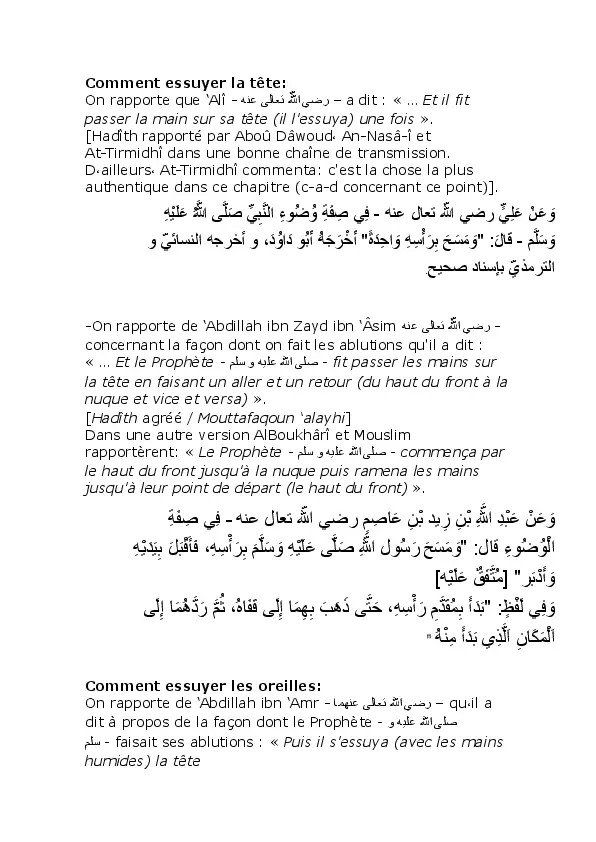 Comment essuyer la tête:
On rapporte que ‘Alî - رضي الله تعالى عنه – a dit : « … Et il fit
passer la main sur sa tête (il l'essuya) une fois ».
[Hadîth rapporté par Aboû Dâwoud، An-Nasâ-î et
At-Tirmidhî dans une bonne chaîne de transmission.
D،ailleurs، At-Tirmidhî commenta: c'est la chose la plus
authentique dans ce chapitre (c-a-d concernant ce point)].
وَعَنْ عَلِيٍّ رضي الله تعال عنه - فِي صِفَةِ وُضُوءِ النَّبِيِّ صَلَّى اللَّهُ عَلَيْهِ
وَسَلَّم - قَالَ: "وَمَسَحَ بِرَأْسِهِ وَاحِدَةً" أَخْرَجَهُ أَبُو دَاوُدَ، و أخرجه النسائيّ و
الترمذيّ بإسناد صحيح.
-On rapporte de ‘Abdillah ibn Zayd ibn ‘Âsim رضي الله تعالى عنه -
concernant la façon dont on fait les ablutions qu'il a dit :
« … Et le Prophète - صلى الله عليه و سلم - fit passer les mains sur
la tête en faisant un aller et un retour (du haut du front à la
nuque et vice et versa) ».
[Hadîth agréé / Mouttafaqoun ‘alayhi]
Dans une autre version AlBoukhârî et Mouslim
rapportèrent: « Le Prophète - صلى الله عليه و سلم - commença par
le haut du front jusqu'à la nuque puis ramena les mains
jusqu'à leur point de départ (le haut du front) ».
وَعَنْ عَبْدِ اللَّهِ بْنِ زِيد بْنِ عَاصِمٍ رضي الله تعال عنه - فِي صِفَةِ
الْوُضُوءِ قَال: "وَمَسَحَ رَسُول اللَّهِ صَلَّى عَلَيْهِ وَسَلَّمَ بِرَأْسِهِ، فَأَقْبَلَ بِيَدَيْهِ
وَأَدْبَر" [مُتَّفَقٌ عَلَيْه]
وَفِي لَفْظٍ: "بَدَأَ بِمُقَدَّمِ رَأْسِهِ، حَتَّى ذَهَبَ بِهِمَا إِلَى قَفَاهُ، ثُمَّ رَدَّهُمَا إِلَى
اَلْمَكَانِ اَلَّذِي بَدَأَ مِنْهُ "
Comment essuyer les oreilles:
On rapporte de ‘Abdillah ibn ‘Amr - رضي الله تعالى عنهما – qu،il a
dit à propos de la façon dont le Prophète - صلى الله عليه و
سلم - faisait ses ablutions : « Puis il s'essuya (avec les mains
humides) la tête